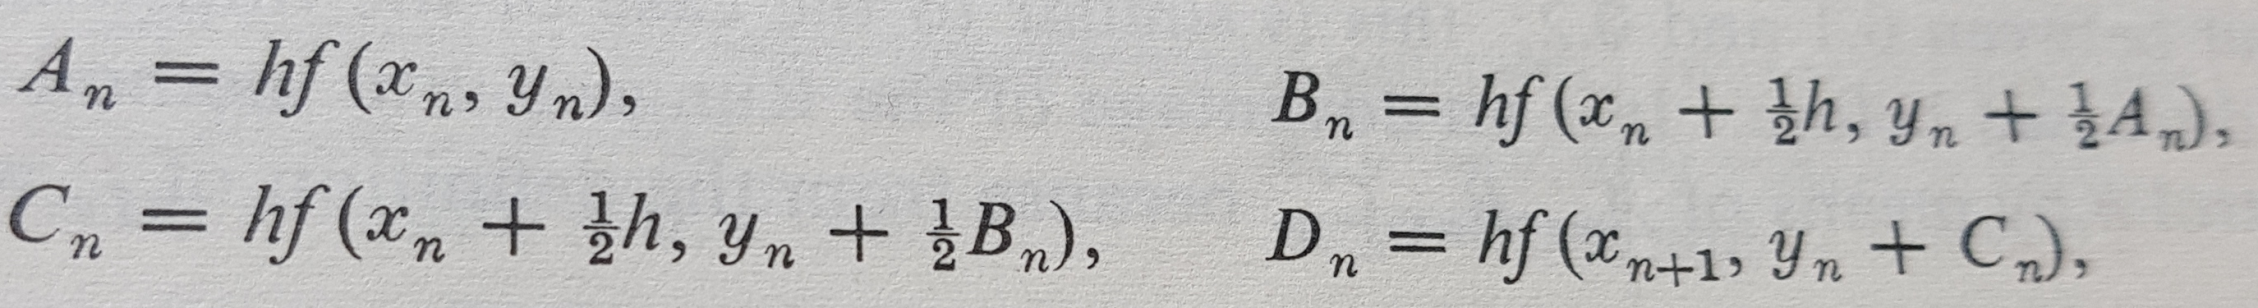 Aₙ = hf(xₙ, yₙ), Bₙ = hf(xₙ + ½h, yₙ + ½Aₙ),
Cₙ = hf(xₙ + ½h, yₙ + ½Bₙ), Dₙ = hf(xₙ₊₁, yₙ + Cₙ),